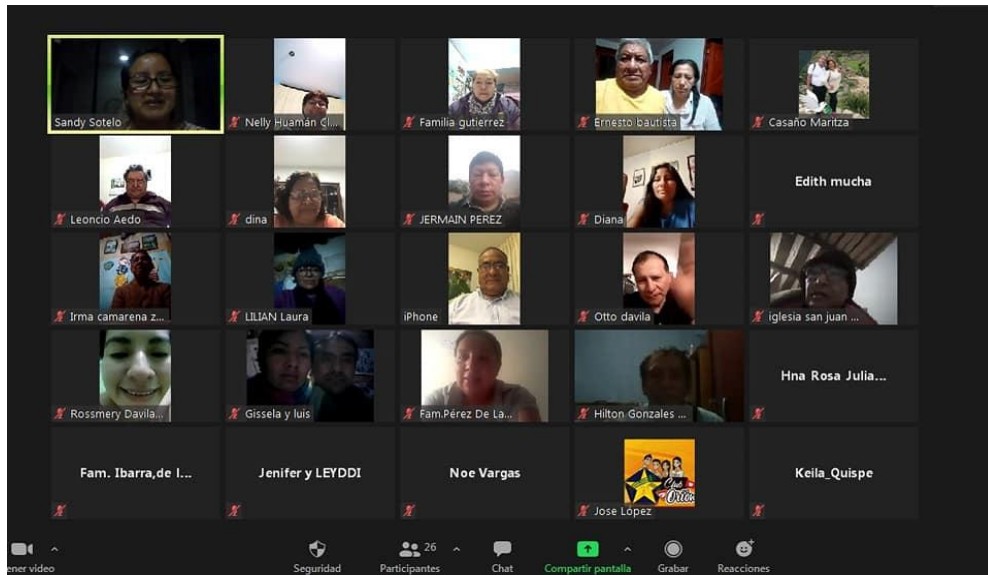 Sandy Sotelo
Nelly Huamán Cl...
Familia gutierrez
Ernesto bautista
Casaño Maritza
Leoncio Aedo
dina
JERMAIN PEREZ
Diana
Edith mucha
Irma camarena z...
LILIAN Laura
iPhone
Otto davila
iglesia san juan ...
Rossmery Davila...
Gissela y luis
Fam.Pérez De La...
Hilton Gonzales ...
Hna Rosa Julia...
Fam. Ibarra,de l...
Jenifer y LEYDDI
Noe Vargas
Club Orión
Jose López
Keila_Quispe
ener video
Seguridad
26
Participantes
Chat
Compartir pantalla
Grabar
Reacciones